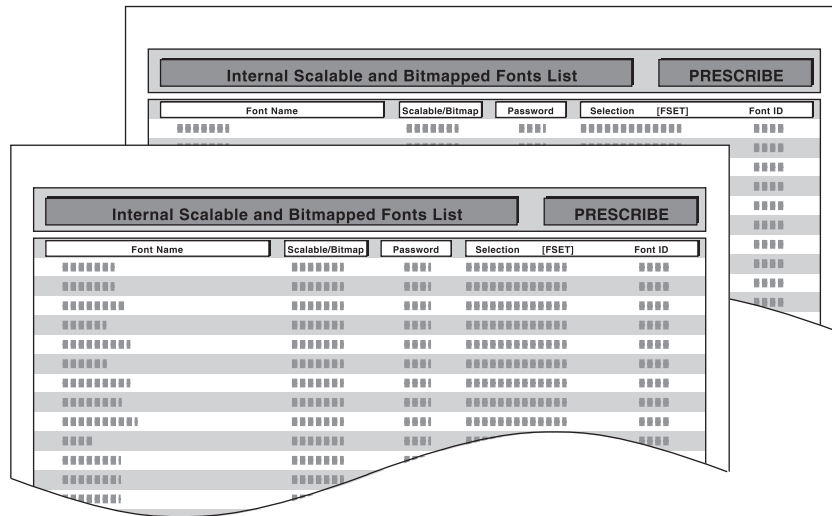 Internal Scalable and Bitmapped Fonts List PRESCRIBE
Font Name Scalable/Bitmap Password Selection [FSET] Font ID
Internal Scalable and Bitmapped Fonts List PRESCRIBE
Font Name Scalable/Bitmap Password Selection [FSET] Font ID